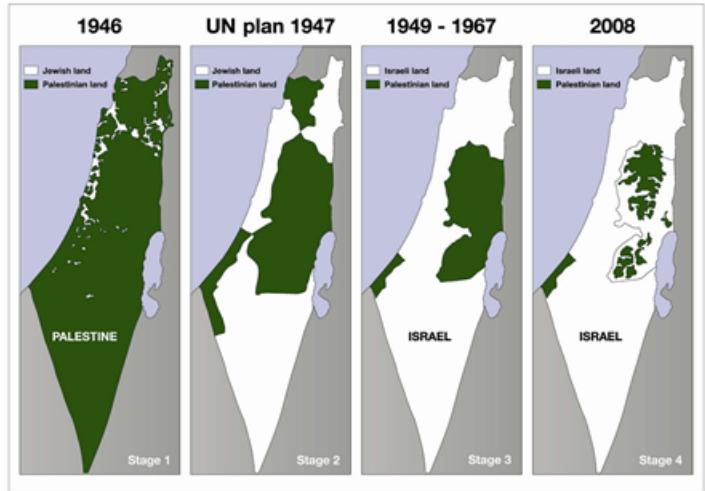 1946
Jewish land
Palestinian land
PALESTINE
Stage 1
UN plan 1947
Jewish land
Palestinian land
Stage 2
1949 - 1967
Israeli land
Palestinian land
ISRAEL
Stage 3
2008
Israeli land
Palestinian land
ISRAEL
Stage 4